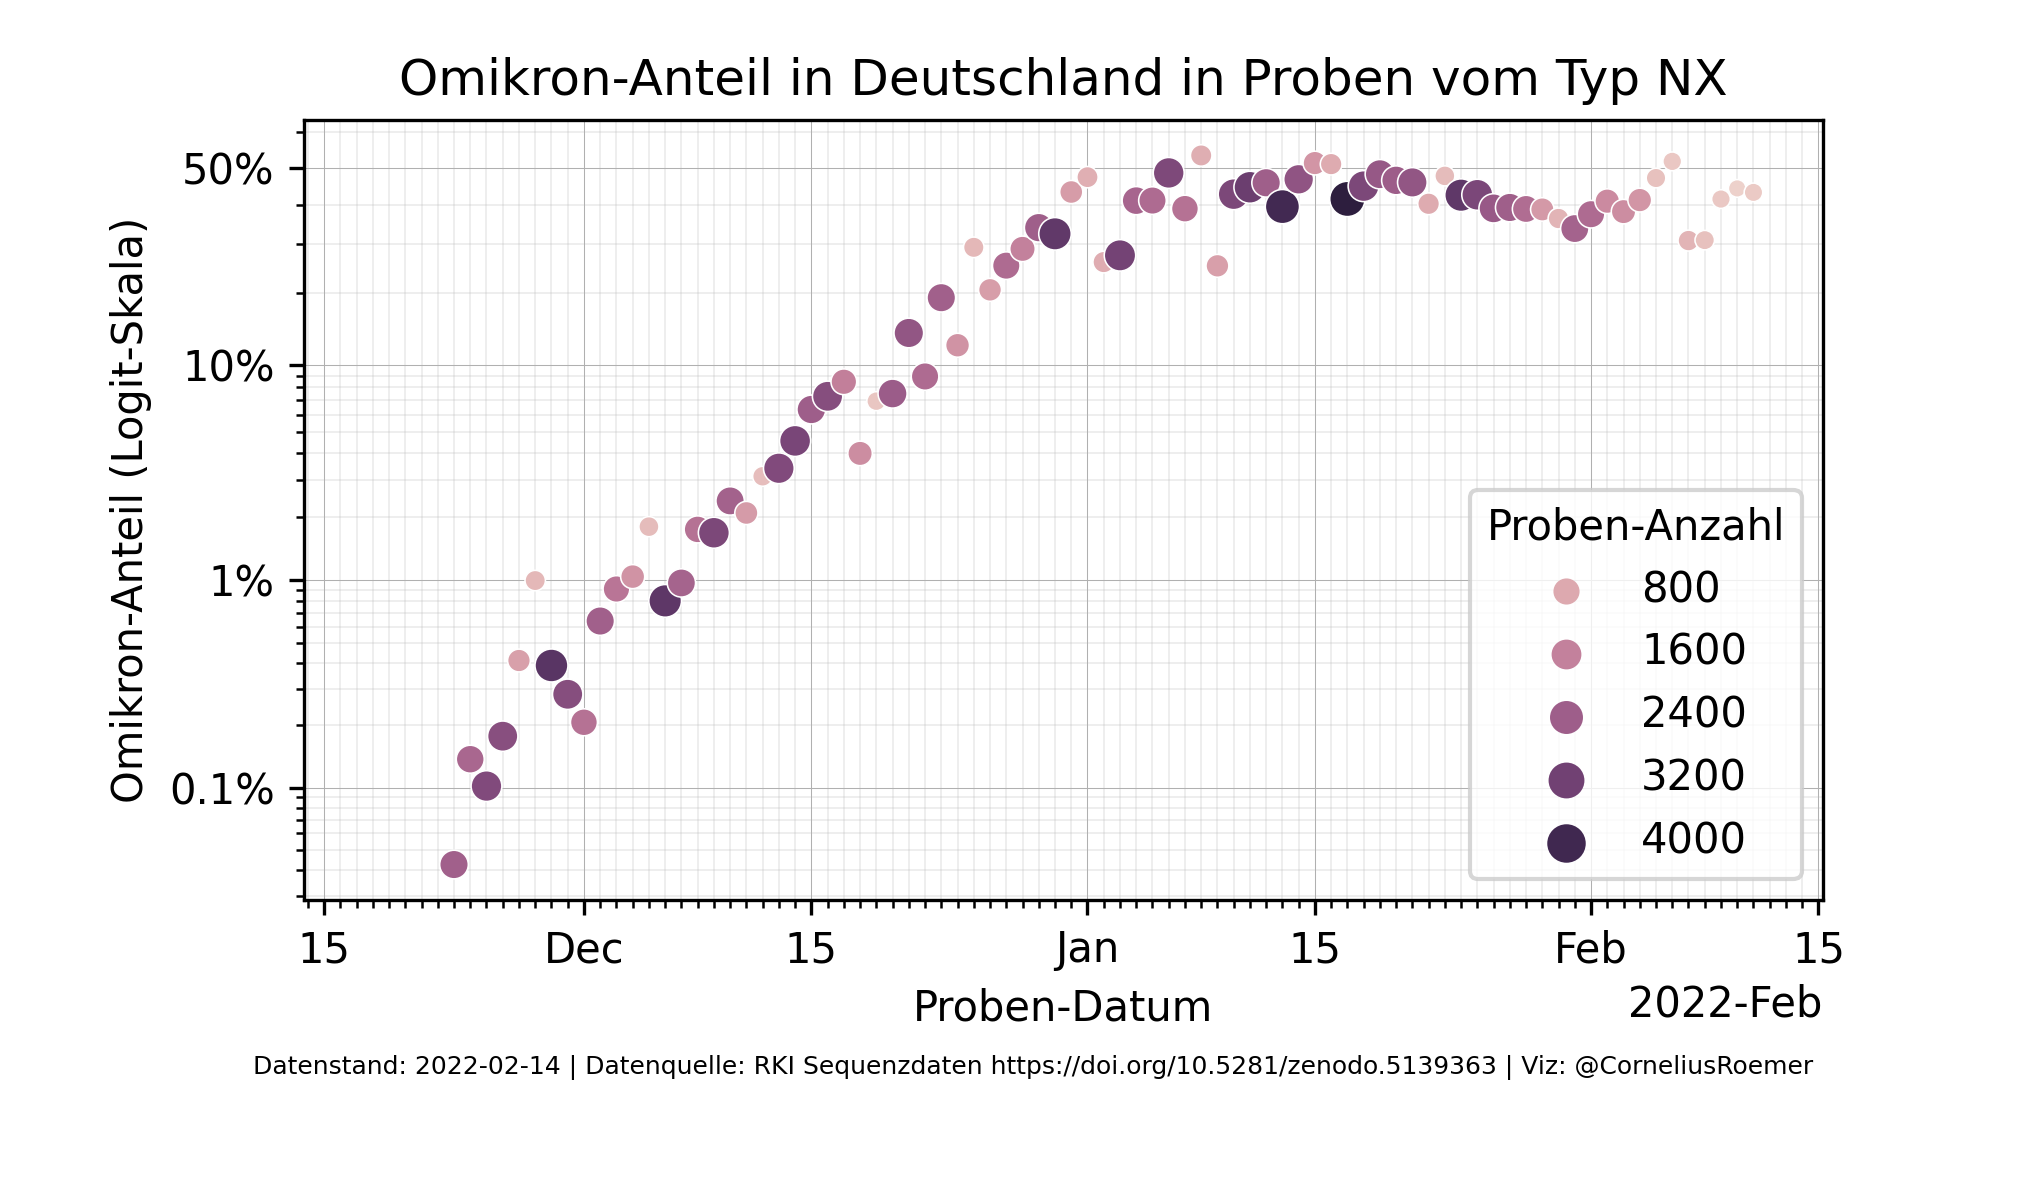 Omikron-Anteil in Deutschland in Proben vom Typ NX
Omikron-Anteil (Logit-Skala)
50%
10%
1%
0.1%
Proben-Anzahl
800
1600
2400
3200
4000
15 Dec 15 Jan 15 Feb 15
Proben-Datum
2022-Feb
Datenstand: 2022-02-14 | Datenquelle: RKI Sequenzdaten https://doi.org/10.5281/zenodo.5139363 | Viz: @CorneliusRoemer